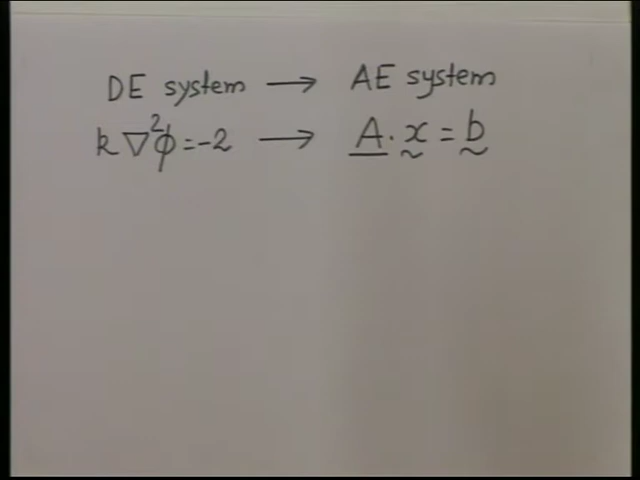 DE system → AE system
k∇²φ=-2 → A · x = b